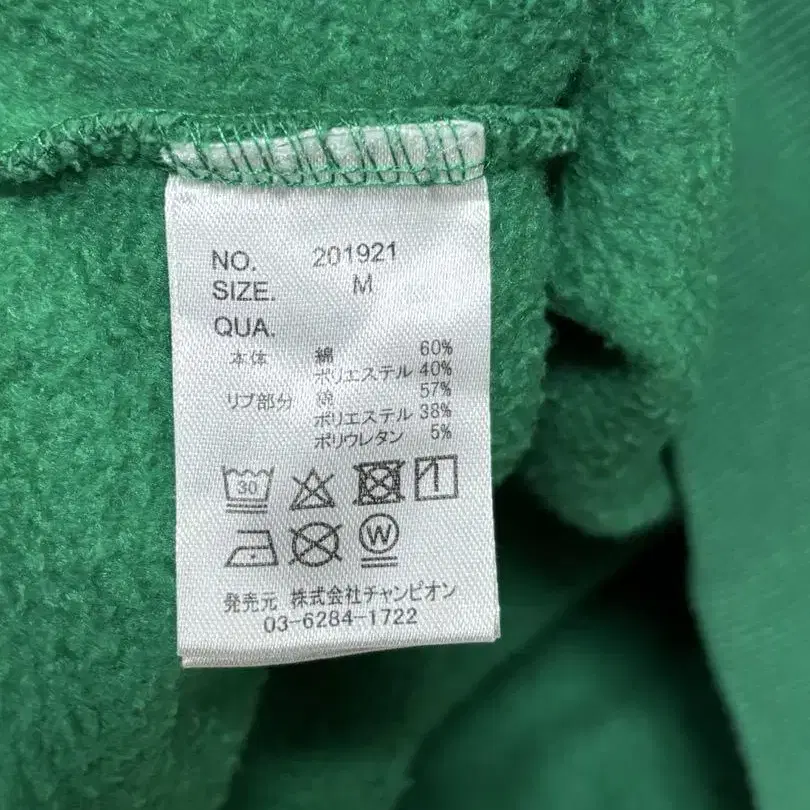 NO. 201921
SIZE. M
QUA.
本体 綿 60%
ポリエステル 40%
リブ部分 綿 57%
ポリエステル 38%
ポリウレタン 5%
30
W
発売元 株式会社チャンピオン
03-6284-1722